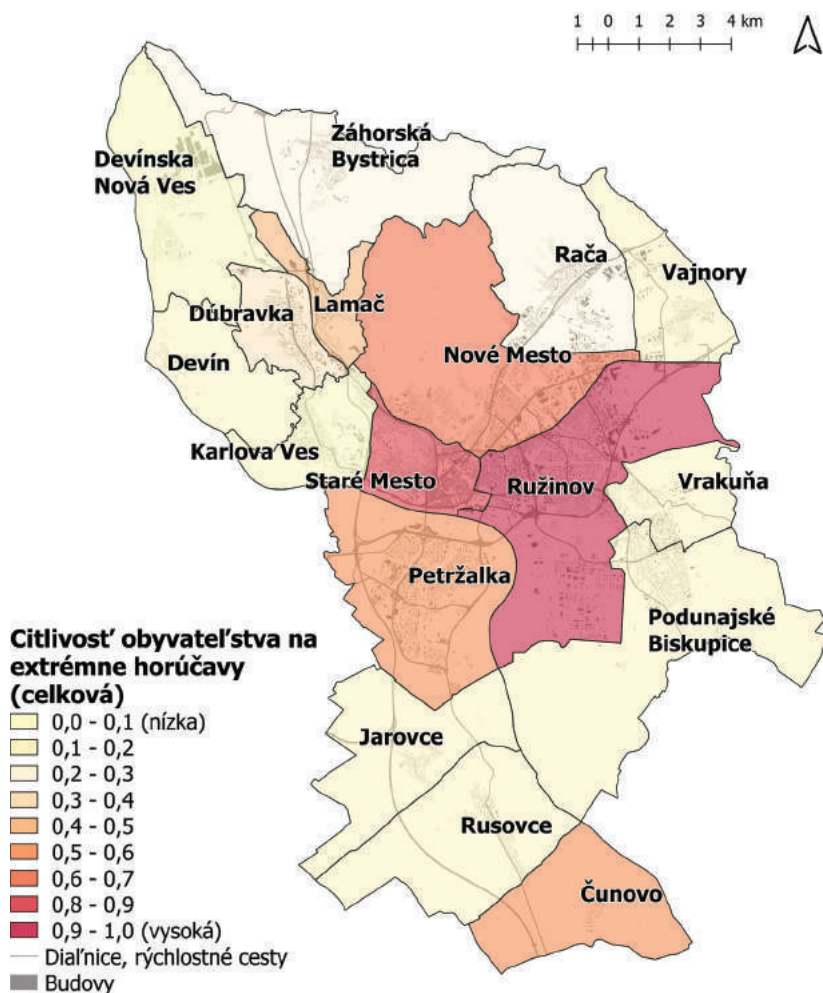 1 0 1 2 3 4 km
Záhorská
Bystrica
Devínska
Nová Ves
Rača
Vajnory
Lamač
Dúbravka
Nové Mesto
Devín
Karlova Ves
Staré Mesto
Ružinov
Vrakuňa
Petržalka
Podunajské
Biskupice
Jarovce
Rusovce
Čunovo
Citlivosť obyvateľstva na
extrémne horúčavy
(celková)
0,0 - 0,1 (nízka)
0,1 - 0,2
0,2 - 0,3
0,3 - 0,4
0,4 - 0,5
0,5 - 0,6
0,6 - 0,7
0,8 - 0,9
0,9 - 1,0 (vysoká)
Diaľnice, rýchlostné cesty
Budovy